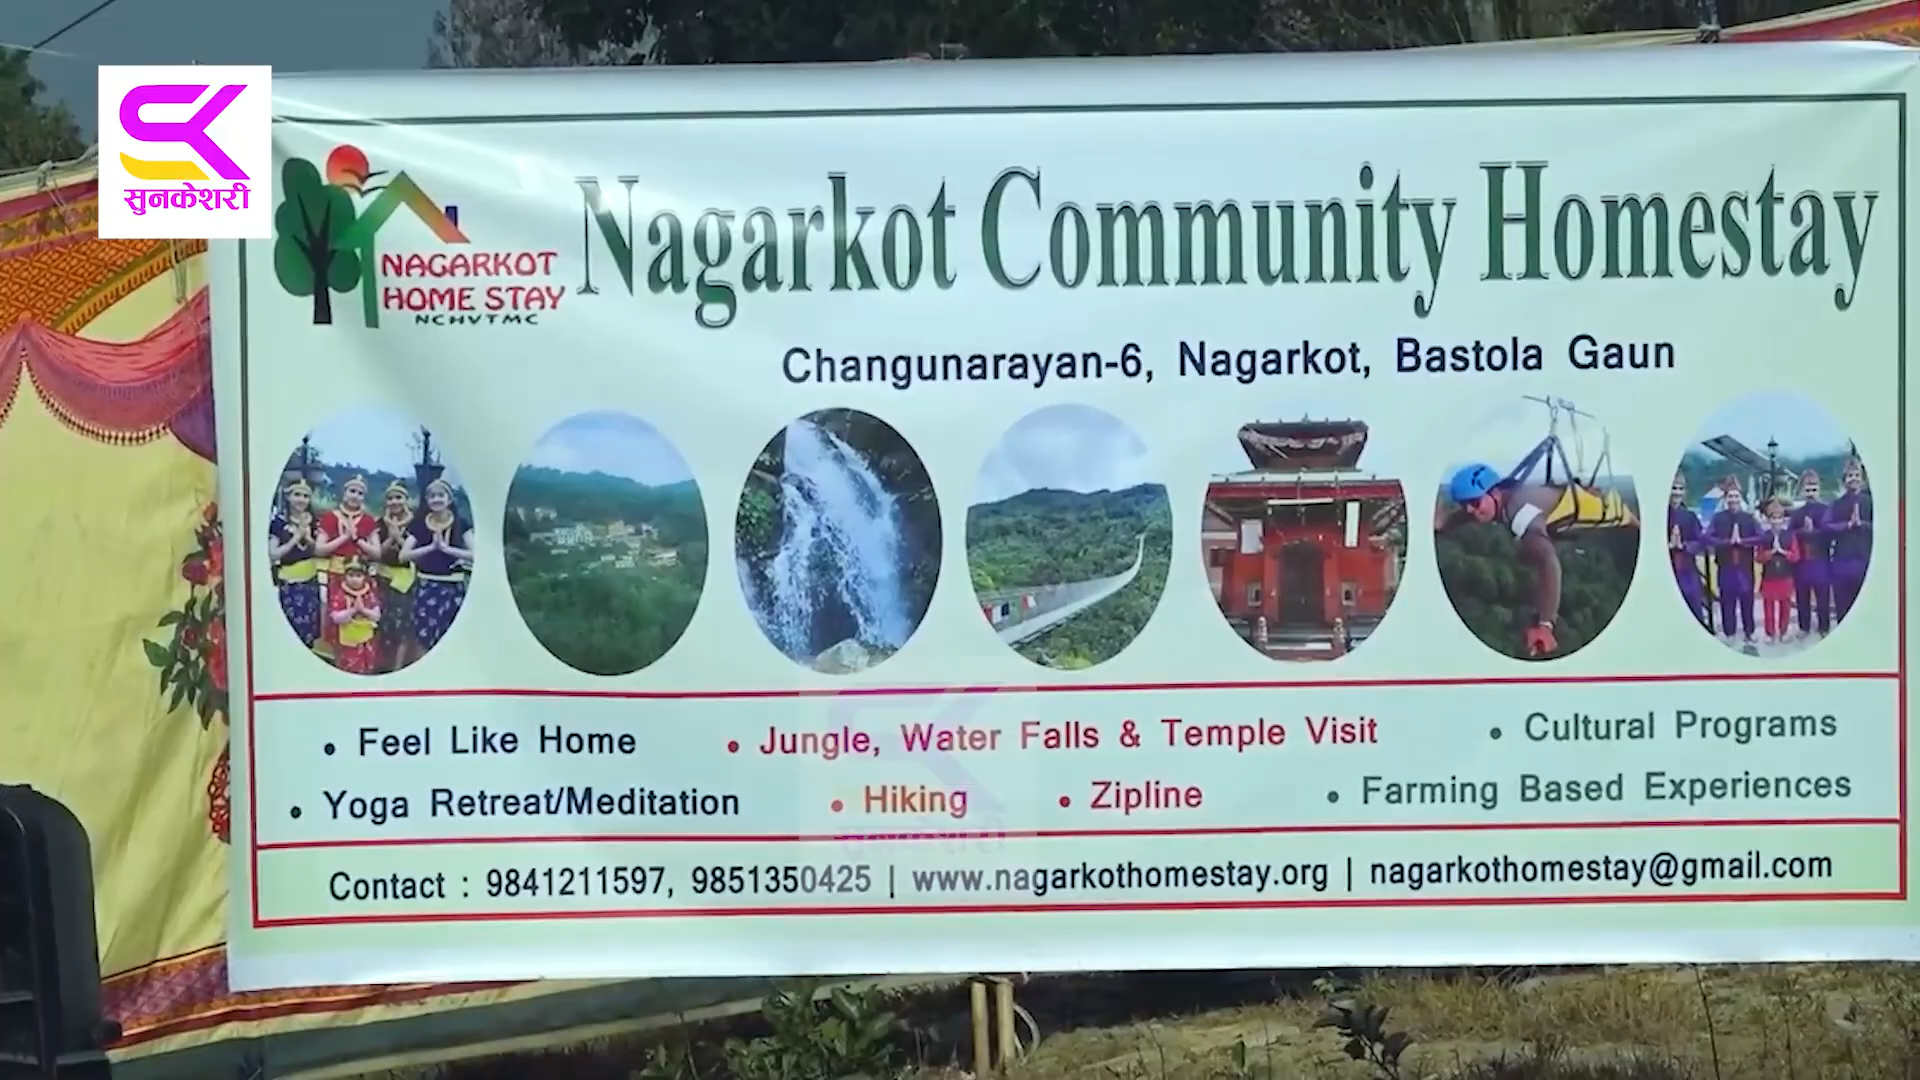 सुनकेशरी
NAGARKOT
HOME STAY
NCHVTMC
Nagarkot Community Homestay
Changunarayan-6, Nagarkot, Bastola Gaun
• Feel Like Home • Jungle, Water Falls & Temple Visit • Cultural Programs
• Yoga Retreat/Meditation • Hiking • Zipline • Farming Based Experiences
Contact : 9841211597, 9851350425 | www.nagarkothomestay.org | nagarkothomestay@gmail.com